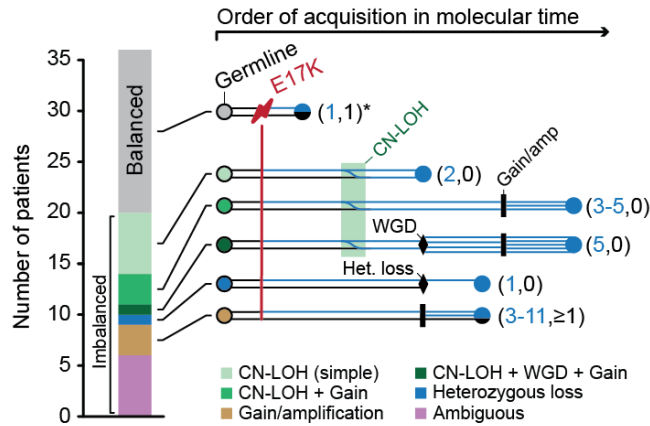 Order of acquisition in molecular time
Number of patients
35
30
25
20
15
10
5
0
Balanced
Imbalanced
Germline
E17K
(1,1)*
CN-LOH
Gain/amp
(2,0)
(3-5,0)
WGD
(5,0)
Het. loss
(1,0)
(3-11,≥1)
CN-LOH (simple)
CN-LOH + Gain
Gain/amplification
CN-LOH + WGD + Gain
Heterozygous loss
Ambiguous